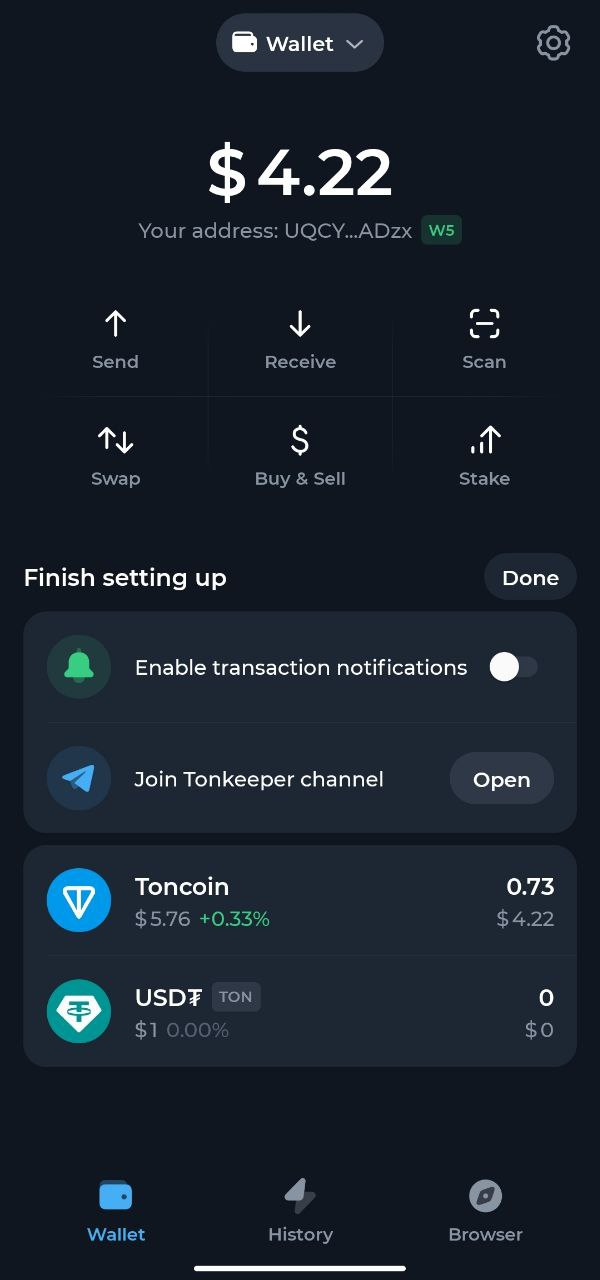 Wallet
$ 4.22
Your address: UQCY...ADzx W5
Send Receive Scan
Swap Buy & Sell Stake
Finish setting up Done
Enable transaction notifications
Join Tonkeeper channel Open
Toncoin 0.73
$ 5.76 +0.33% $ 4.22
USD₮ TON 0
$ 1 0.00% $ 0
Wallet History Browser